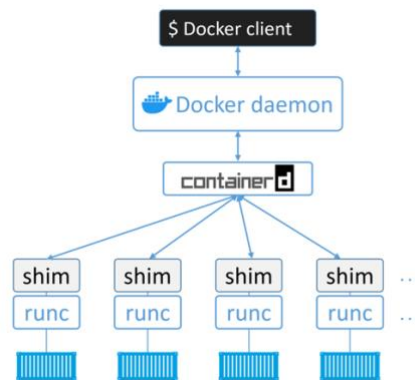 $ Docker client
Docker daemon
containerd
shim shim shim shim ..
runc runc runc runc ..